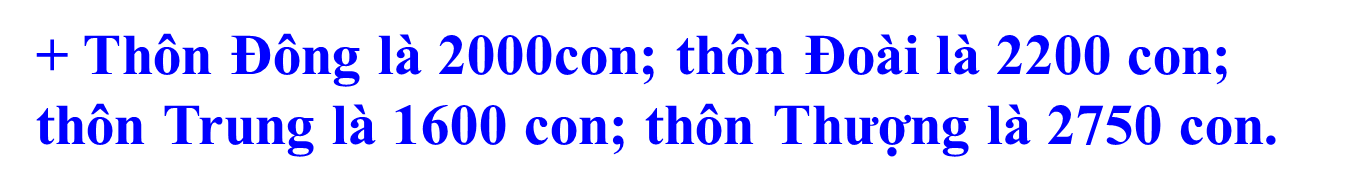 + Thôn Đông là 2000con; thôn Đoài là 2200 con;
thôn Trung là 1600 con; thôn Thượng là 2750 con.